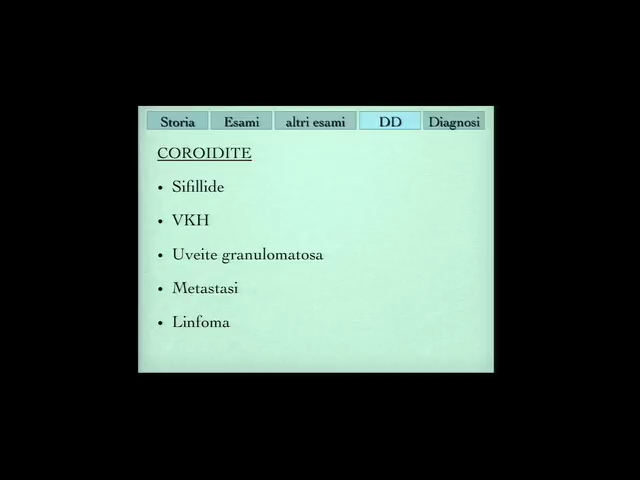 Storia Esami altri esami DD Diagnosi
COROIDITE
• Sifillide
• VKH
• Uveite granulomatosa
• Metastasi
• Linfoma